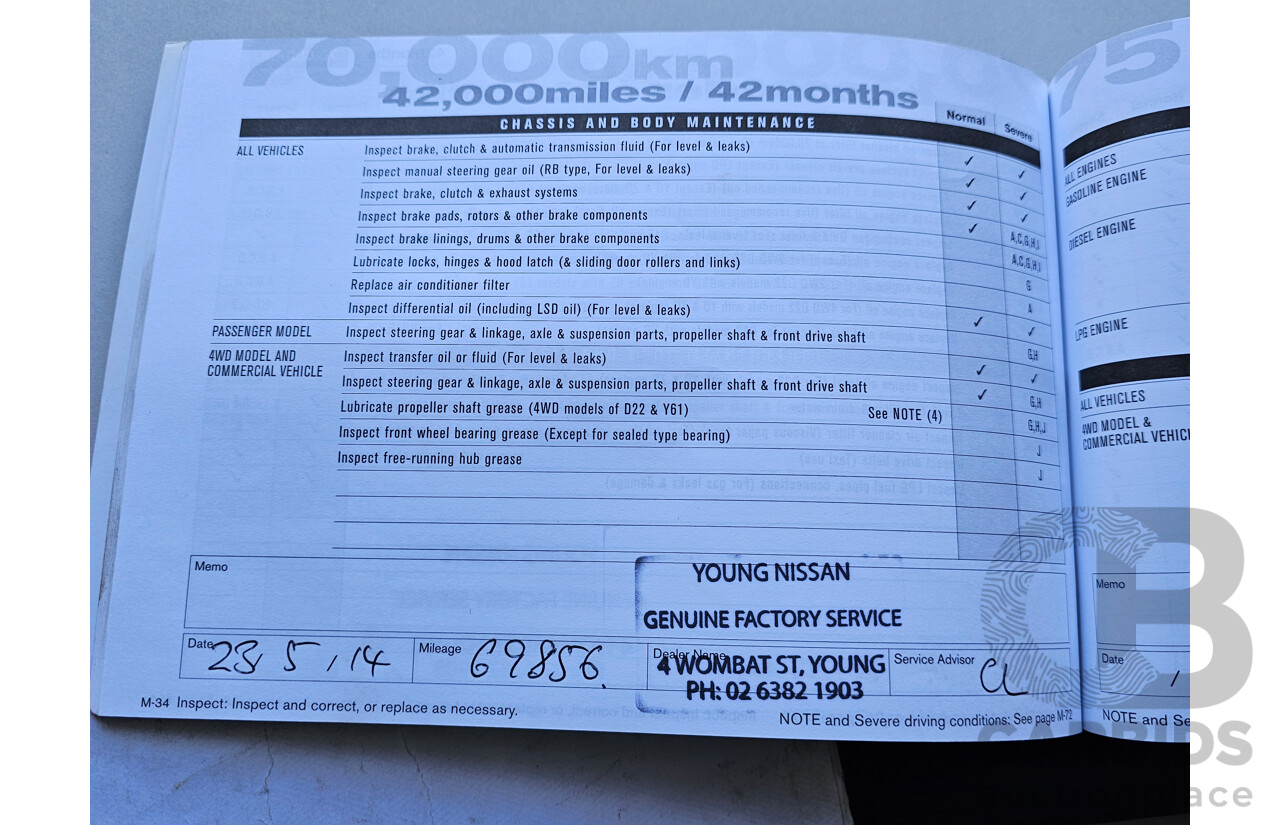 70,000km
42,000miles / 42months
CHASSIS AND BODY MAINTENANCE
Normal Severe
ALL VEHICLES
Inspect brake, clutch & automatic transmission fluid (For level & leaks) ✓ ✓
Inspect manual steering gear oil (RB type, For level & leaks) ✓ ✓
Inspect brake, clutch & exhaust systems ✓ ✓
Inspect brake pads, rotors & other brake components ✓ A,C,G,H,I
Inspect brake linings, drums & other brake components A,C,G,H,I
Lubricate locks, hinges & hood latch (& sliding door rollers and links) G
Replace air conditioner filter A
Inspect differential oil (including LSD oil) (For level & leaks) ✓ ✓
PASSENGER MODEL
Inspect steering gear & linkage, axle & suspension parts, propeller shaft & front drive shaft G,H
4WD MODEL AND
COMMERCIAL VEHICLE
Inspect transfer oil or fluid (For level & leaks) ✓ ✓
Inspect steering gear & linkage, axle & suspension parts, propeller shaft & front drive shaft ✓ G,H
Lubricate propeller shaft grease (4WD models of D22 & Y61) See NOTE (4) G,H,J
Inspect front wheel bearing grease (Except for sealed type bearing) J
Inspect free-running hub grease J
Memo
YOUNG NISSAN
GENUINE FACTORY SERVICE
4 WOMBAT ST, YOUNG
PH: 02 6382 1903
Date 23/5/14
Mileage 69856.
Dealer Name
Service Advisor CL
M-34 Inspect: Inspect and correct, or replace as necessary.
NOTE and Severe driving conditions: See page M-72
75
ALL ENGINES
GASOLINE ENGINE
DIESEL ENGINE
LPG ENGINE
ALL VEHICLES
4WD MODEL &
COMMERCIAL VEHICL
Memo
Date /
NOTE and Se
CB
CARBIDS